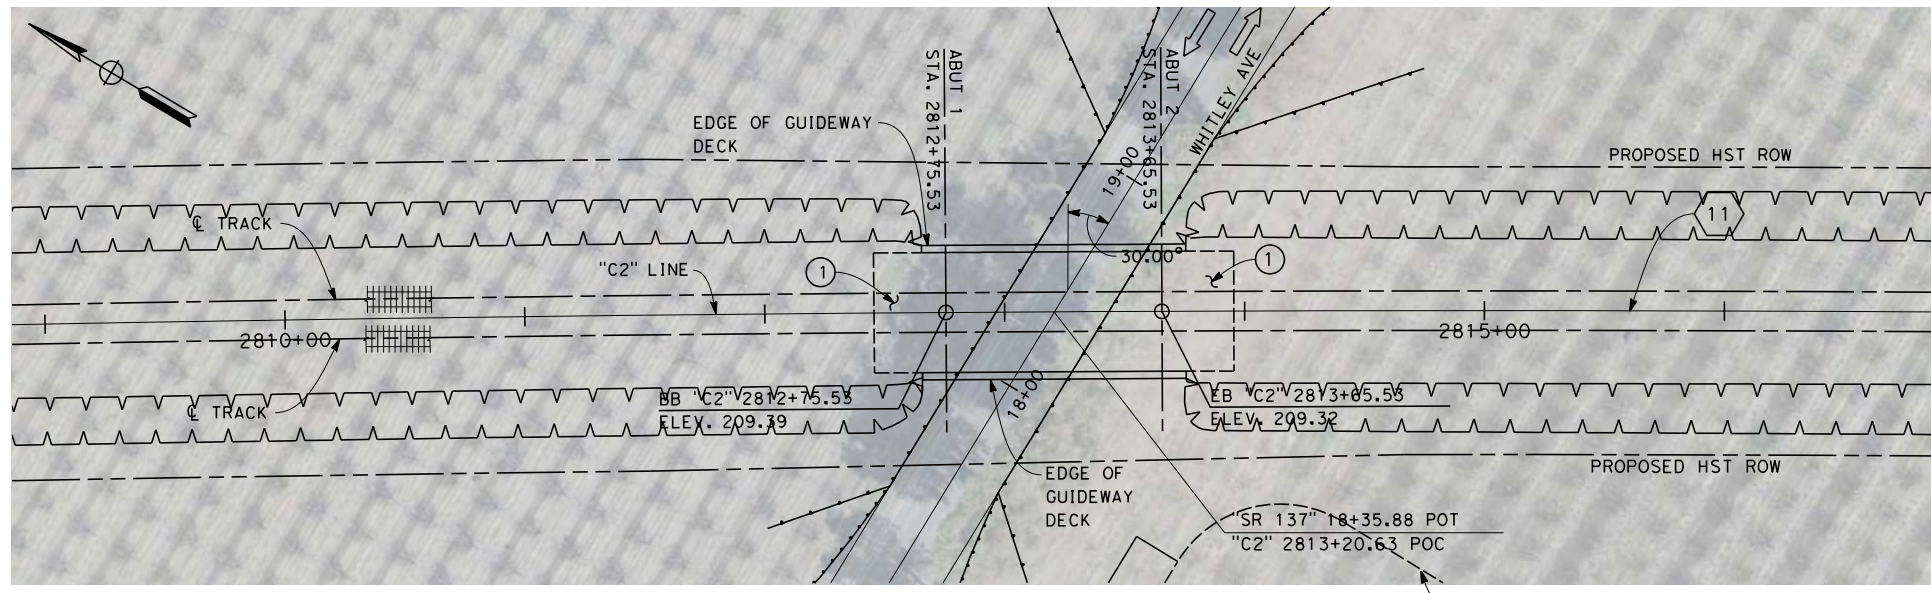 ABUT 1
STA. 2812+75.53
ABUT 2
STA. 2813+65.53
WHITLEY AVE
EDGE OF GUIDEWAY
DECK
19+00
PROPOSED HST ROW
11
℄ TRACK
30.00°
"C2" LINE
1
1
2810+00
2815+00
℄ TRACK
BB "C2" 2812+75.53
ELEV. 209.39
18+00
EB "C2" 2813+65.53
ELEV. 209.32
EDGE OF
GUIDEWAY
DECK
PROPOSED HST ROW
"SR 137" 18+35.88 POT
"C2" 2813+20.63 POC